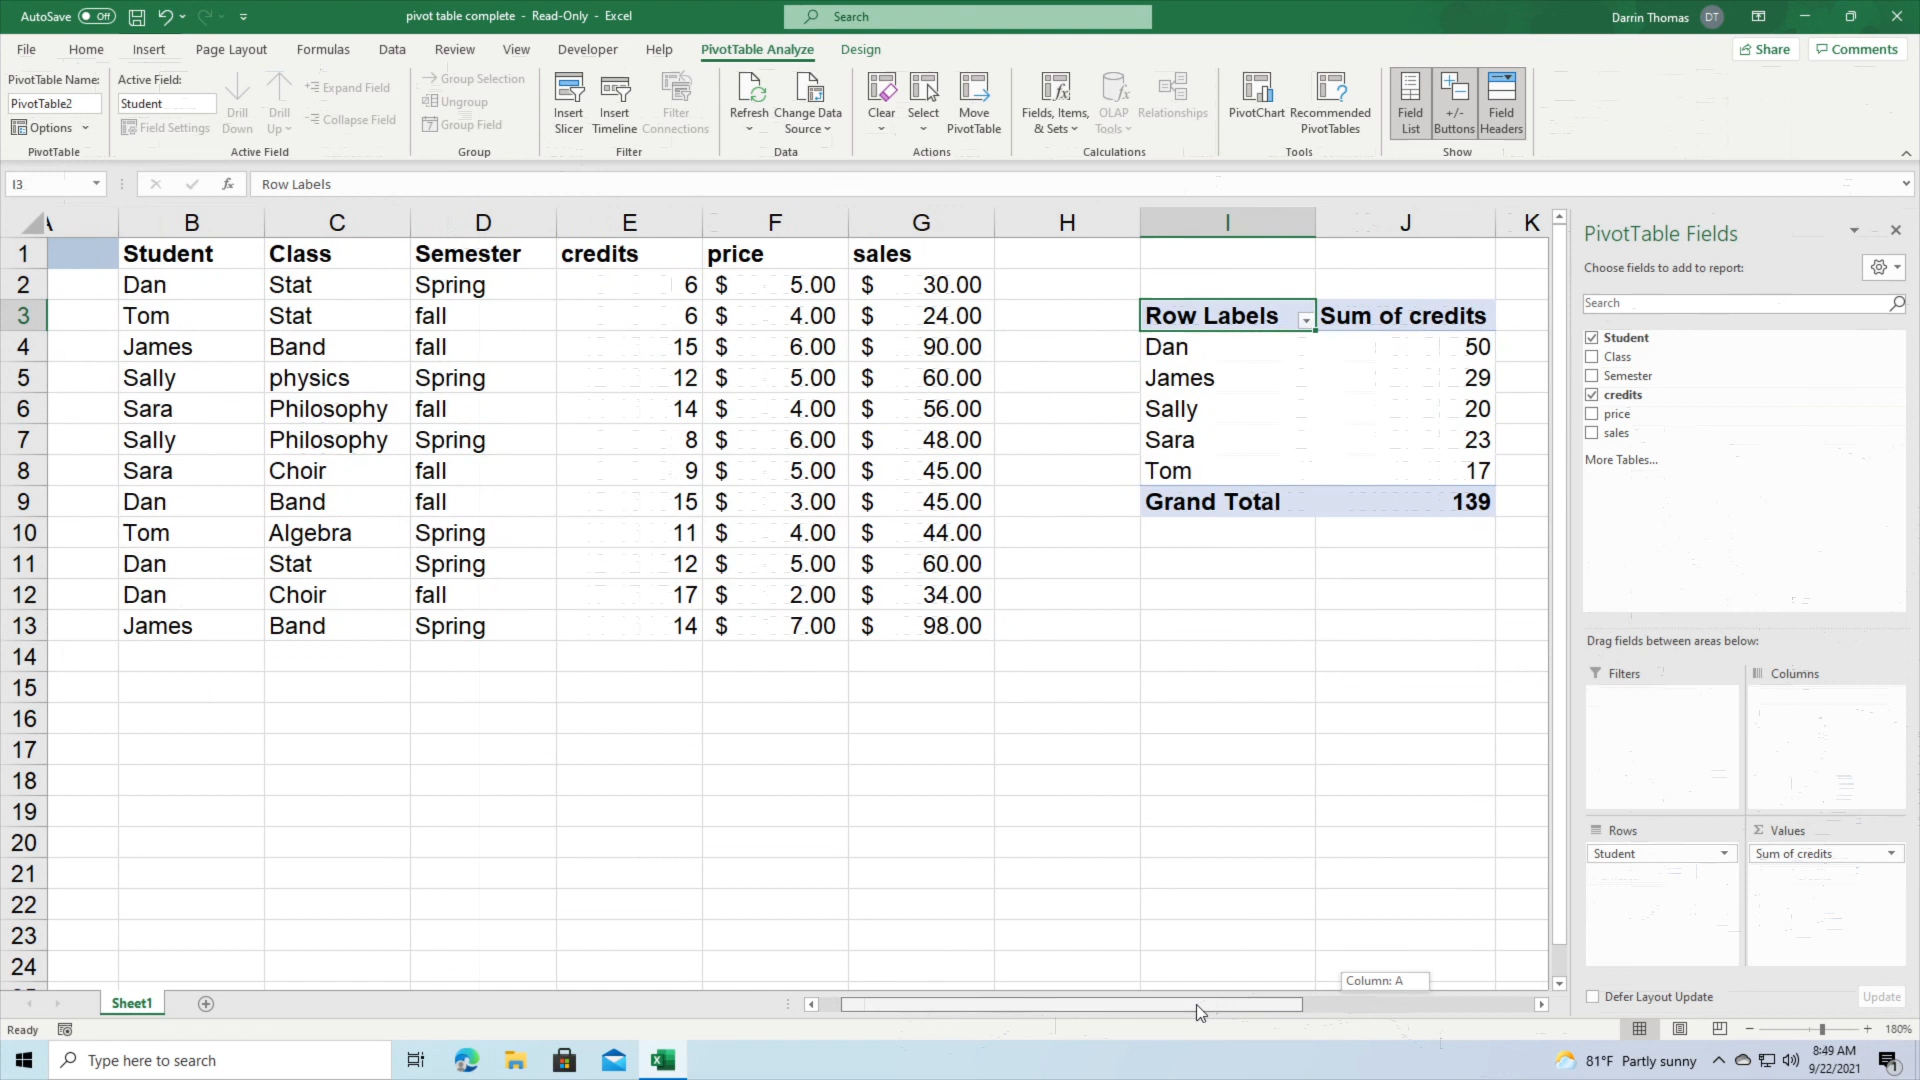 AutoSave Off pivot table complete - Read-Only - Excel Search Darrin Thomas DT
File Home Insert Page Layout Formulas Data Review View Developer Help PivotTable Analyze Design Share Comments
PivotTable Name:
PivotTable2
Options
PivotTable
Active Field:
Student
Field Settings
Drill Down
Drill Up
Expand Field
Collapse Field
Active Field
Group Selection
Ungroup
Group Field
Group
Insert Slicer
Insert Timeline
Filter Connections
Filter
Refresh
Change Data Source
Data
Clear
Select
Move PivotTable
Actions
Fields, Items, & Sets
OLAP Tools
Relationships
Calculations
PivotChart
Recommended PivotTables
Tools
Field List
+/- Buttons
Field Headers
Show
I3 fx Row Labels
A B C D E F G H I J K
1 Student Class Semester credits price sales
2 Dan Stat Spring 6 $ 5.00 $ 30.00
3 Tom Stat fall 6 $ 4.00 $ 24.00 Row Labels Sum of credits
4 James Band fall 15 $ 6.00 $ 90.00 Dan 50
5 Sally physics Spring 12 $ 5.00 $ 60.00 James 29
6 Sara Philosophy fall 14 $ 4.00 $ 56.00 Sally 20
7 Sally Philosophy Spring 8 $ 6.00 $ 48.00 Sara 23
8 Sara Choir fall 9 $ 5.00 $ 45.00 Tom 17
9 Dan Band fall 15 $ 3.00 $ 45.00 Grand Total 139
10 Tom Algebra Spring 11 $ 4.00 $ 44.00
11 Dan Stat Spring 12 $ 5.00 $ 60.00
12 Dan Choir fall 17 $ 2.00 $ 34.00
13 James Band Spring 14 $ 7.00 $ 98.00
14
15
16
17
18
19
20
21
22
23
24
Column: A
PivotTable Fields
Choose fields to add to report:
Search
Student
Class
Semester
credits
price
sales
More Tables...
Drag fields between areas below:
Filters Columns
Rows Σ Values
Student Sum of credits
Defer Layout Update Update
Sheet1
Ready 180%
Type here to search 81°F Partly sunny 8:49 AM
9/22/2021 1